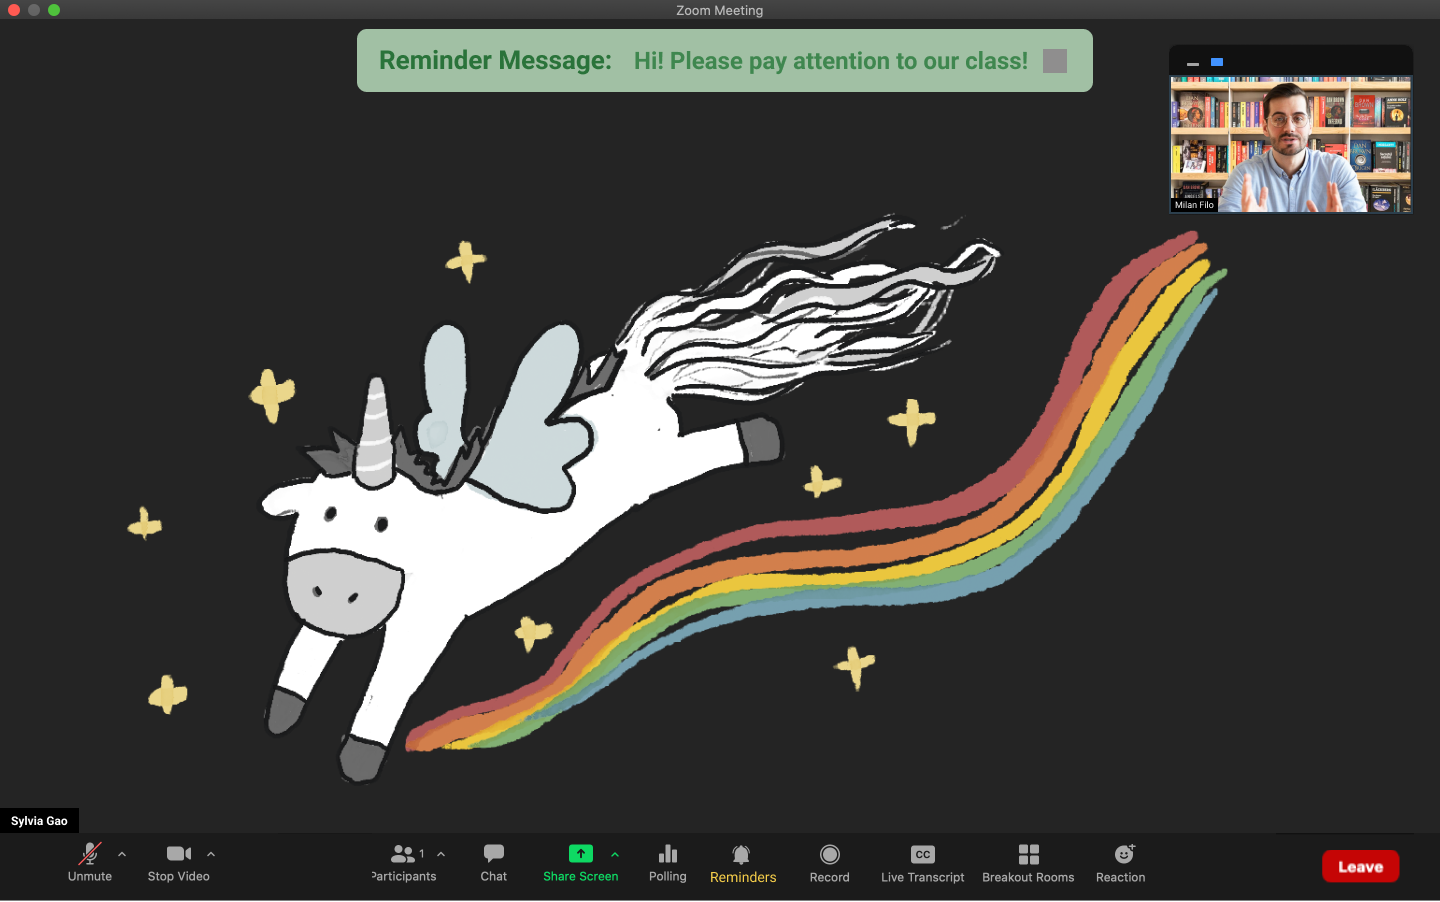 Zoom Meeting
Reminder Message: Hi! Please pay attention to our class!
Milan Filo
Sylvia Gao
Unmute
Stop Video
1
Participants
Chat
Share Screen
Polling
Reminders
Record
CC
Live Transcript
Breakout Rooms
Reaction
Leave